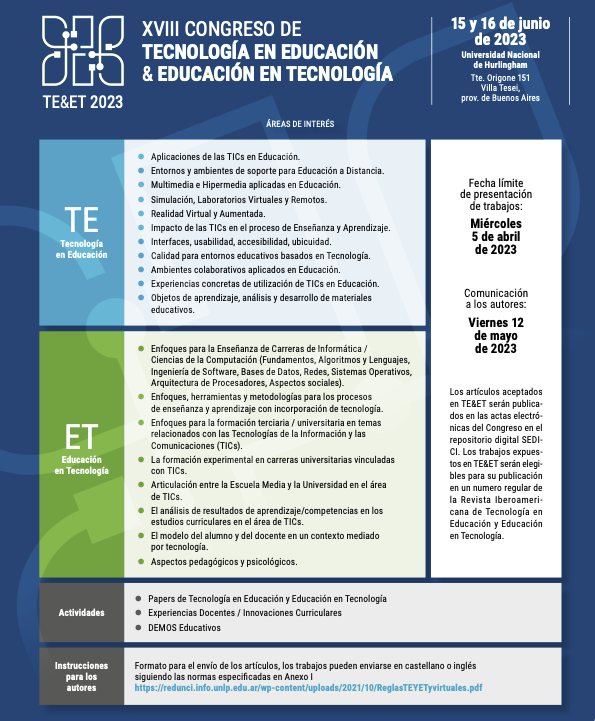 XVIII CONGRESO DE
TECNOLOGÍA EN EDUCACIÓN
& EDUCACIÓN EN TECNOLOGÍA
TE&ET 2023
15 y 16 de junio
de 2023
Universidad Nacional
de Hurlingham
Tte. Origone 151
Villa Tesei,
prov. de Buenos Aires
ÁREAS DE INTERÉS
TE
Tecnología
en Educación
Aplicaciones de las TICs en Educación.
Entornos y ambientes de soporte para Educación a Distancia.
Multimedia e Hipermedia aplicadas en Educación.
Simulación, Laboratorios Virtuales y Remotos.
Realidad Virtual y Aumentada.
Impacto de las TICs en el proceso de Enseñanza y Aprendizaje.
Interfaces, usabilidad, accesibilidad, ubicuidad.
Calidad para entornos educativos basados en Tecnología.
Ambientes colaborativos aplicados en Educación.
Experiencias concretas de utilización de TICs en Educación.
Objetos de aprendizaje, análisis y desarrollo de materiales
educativos.
ET
Educación
en Tecnología
Enfoques para la Enseñanza de Carreras de Informática /
Ciencias de la Computación (Fundamentos, Algoritmos y Lenguajes,
Ingeniería de Software, Bases de Datos, Redes, Sistemas Operativos,
Arquitectura de Procesadores, Aspectos sociales).
Enfoques, herramientas y metodologías para los procesos
de enseñanza y aprendizaje con incorporación de tecnología.
Enfoques para la formación terciaria / universitaria en temas
relacionados con las Tecnologías de la Información y las
Comunicaciones (TICs).
La formación experimental en carreras universitarias vinculadas
con TICs.
Articulación entre la Escuela Media y la Universidad en el área
de TICs.
El análisis de resultados de aprendizaje/competencias en los
estudios curriculares en el área de TICs.
El modelo del alumno y del docente en un contexto mediado
por tecnología.
Aspectos pedagógicos y psicológicos.
Fecha límite
de presentación
de trabajos:
Miércoles
5 de abril
de 2023
Comunicación
a los autores:
Viernes 12
de mayo
de 2023
Los artículos aceptados
en TE&ET serán publica-
dos en las actas electró-
nicas del Congreso en el
repositorio digital SEDI-
CI. Los trabajos expues-
tos en TE&ET serán elegi-
bles para su publicación
en un numero regular de
la Revista Iberoameri-
cana de Tecnología en
Educación y Educación
en Tecnología.
Actividades
Papers de Tecnología en Educación y Educación en Tecnología
Experiencias Docentes / Innovaciones Curriculares
DEMOS Educativos
Instrucciones
para los
autores
Formato para el envío de los artículos, los trabajos pueden enviarse en castellano o inglés
siguiendo las normas especificadas en Anexo I
https://redunci.info.unlp.edu.ar/wp-content/uploads/2021/10/ReglasTEYETyvirtuales.pdf